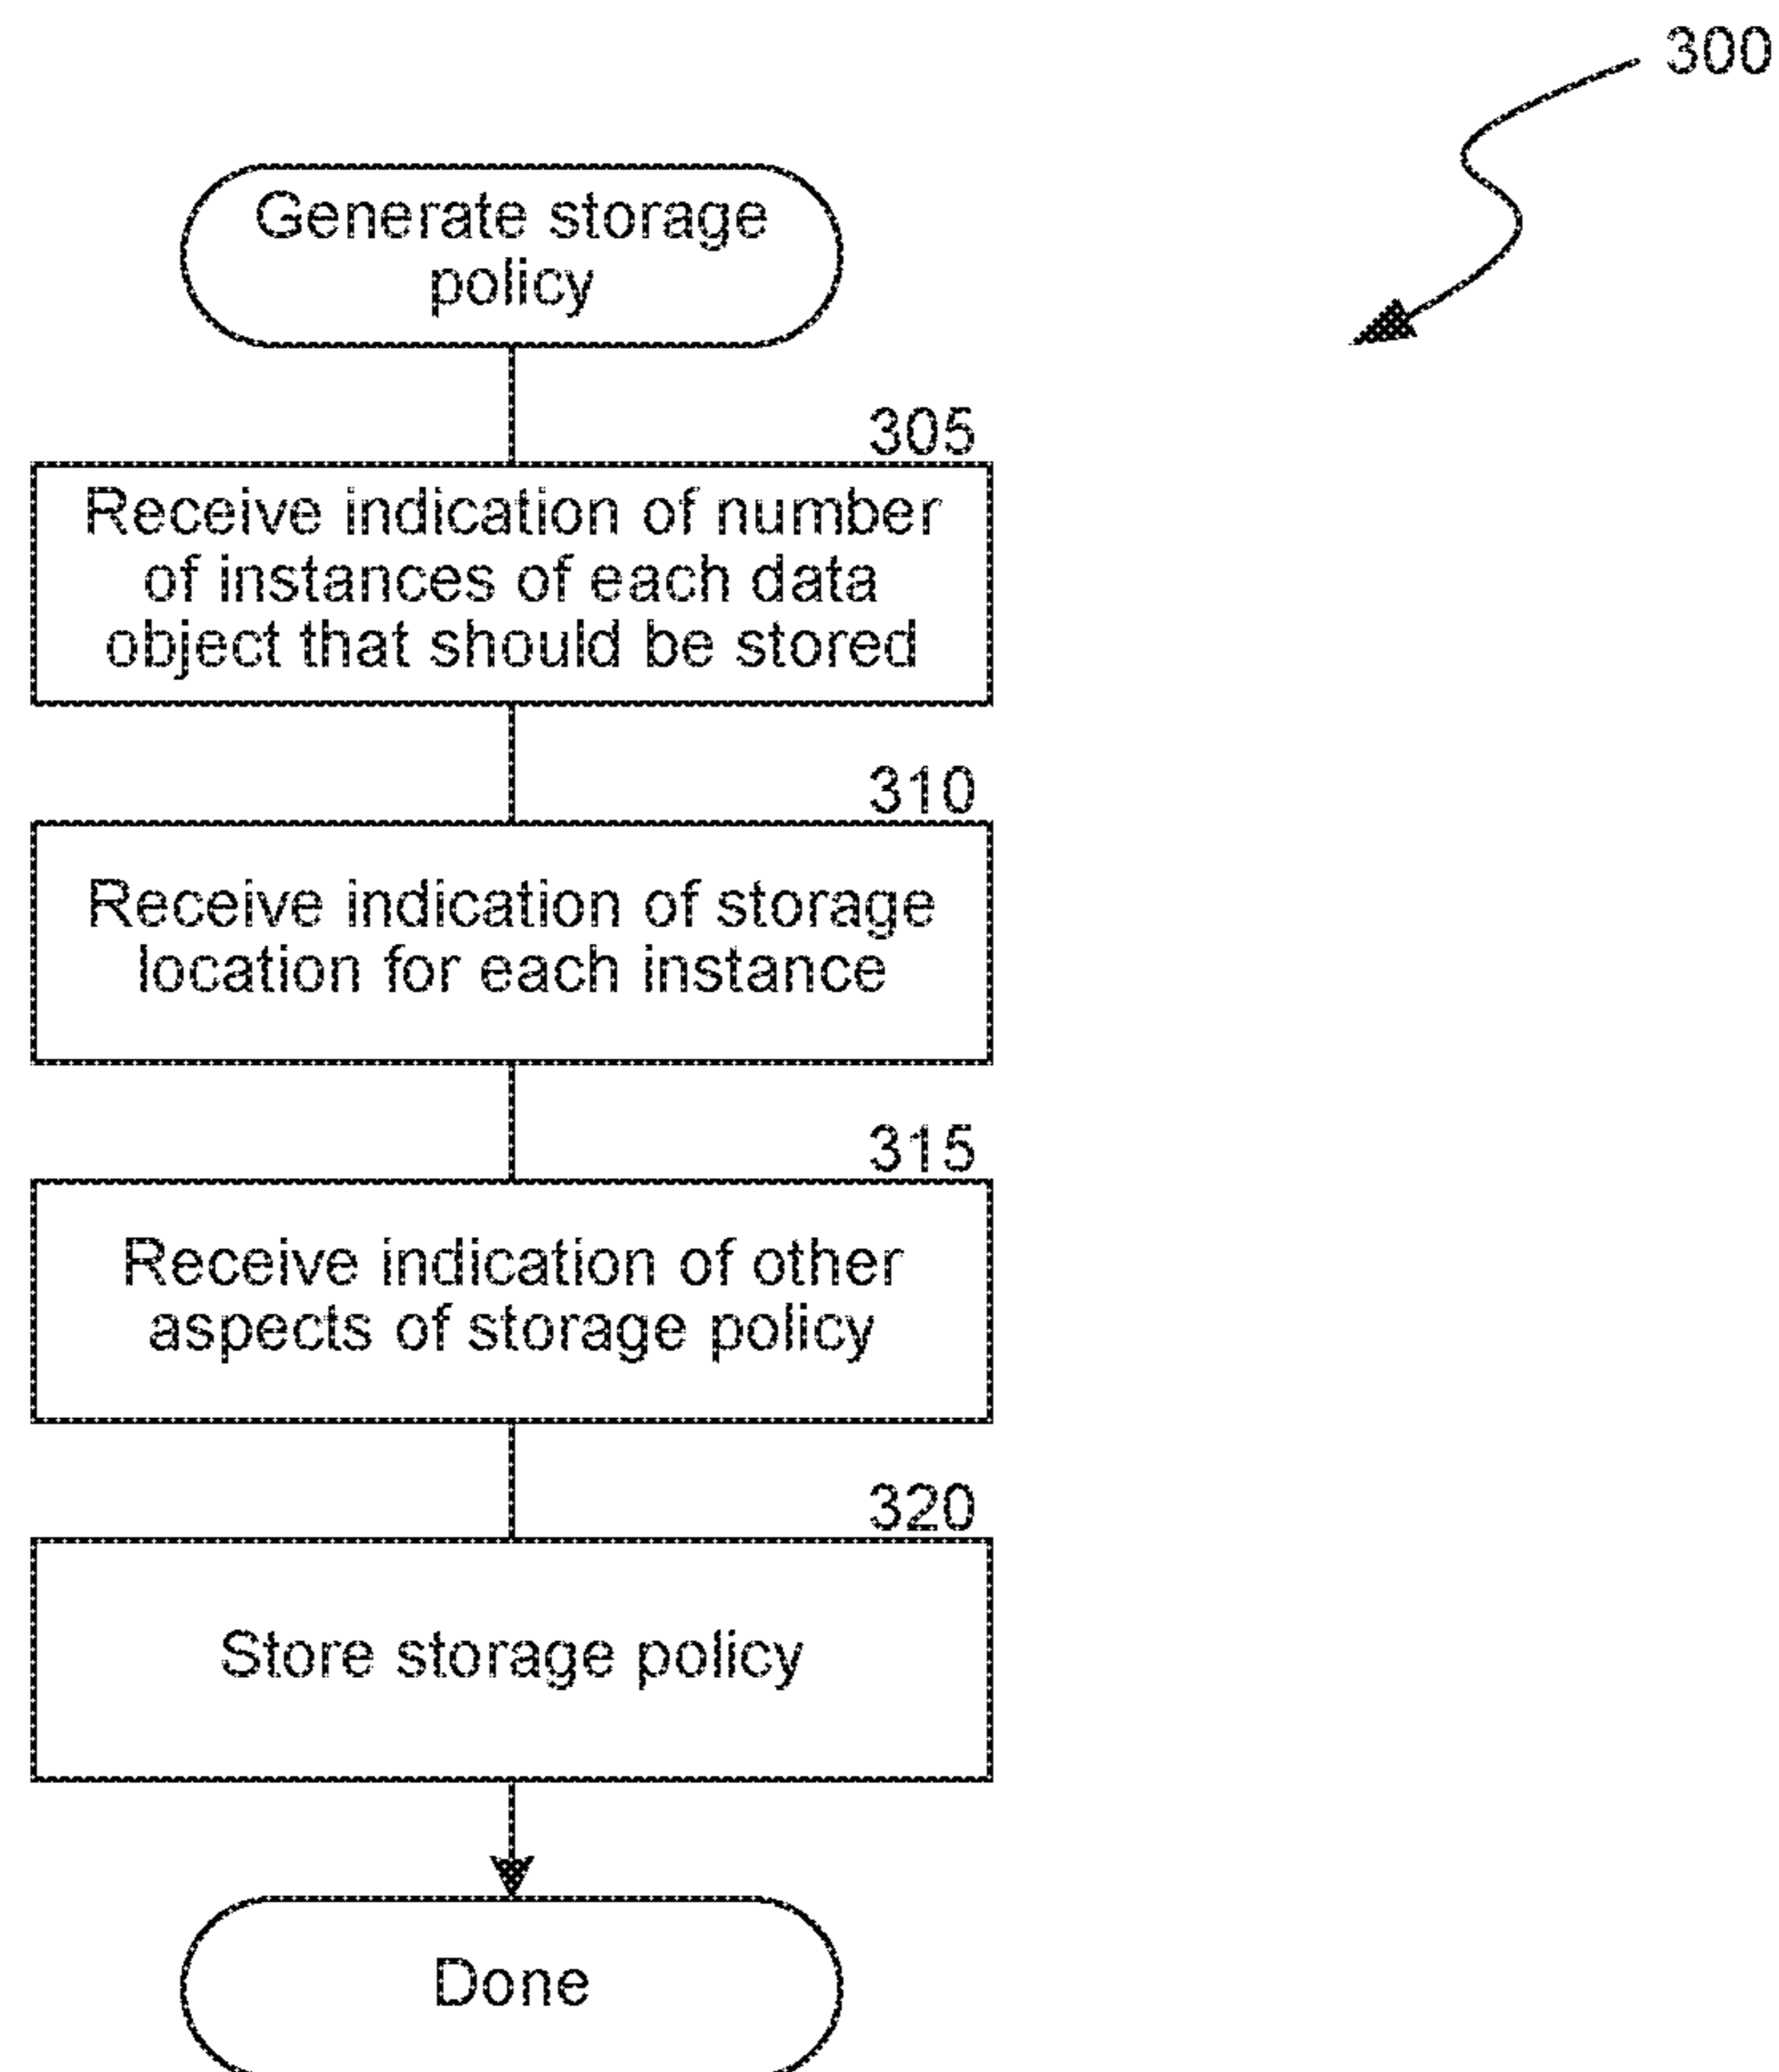 300
Generate storage
policy
305
Receive indication of number
of instances of each data
object that should be stored
310
Receive indication of storage
location for each instance
315
Receive indication of other
aspects of storage policy
320
Store storage policy
Done